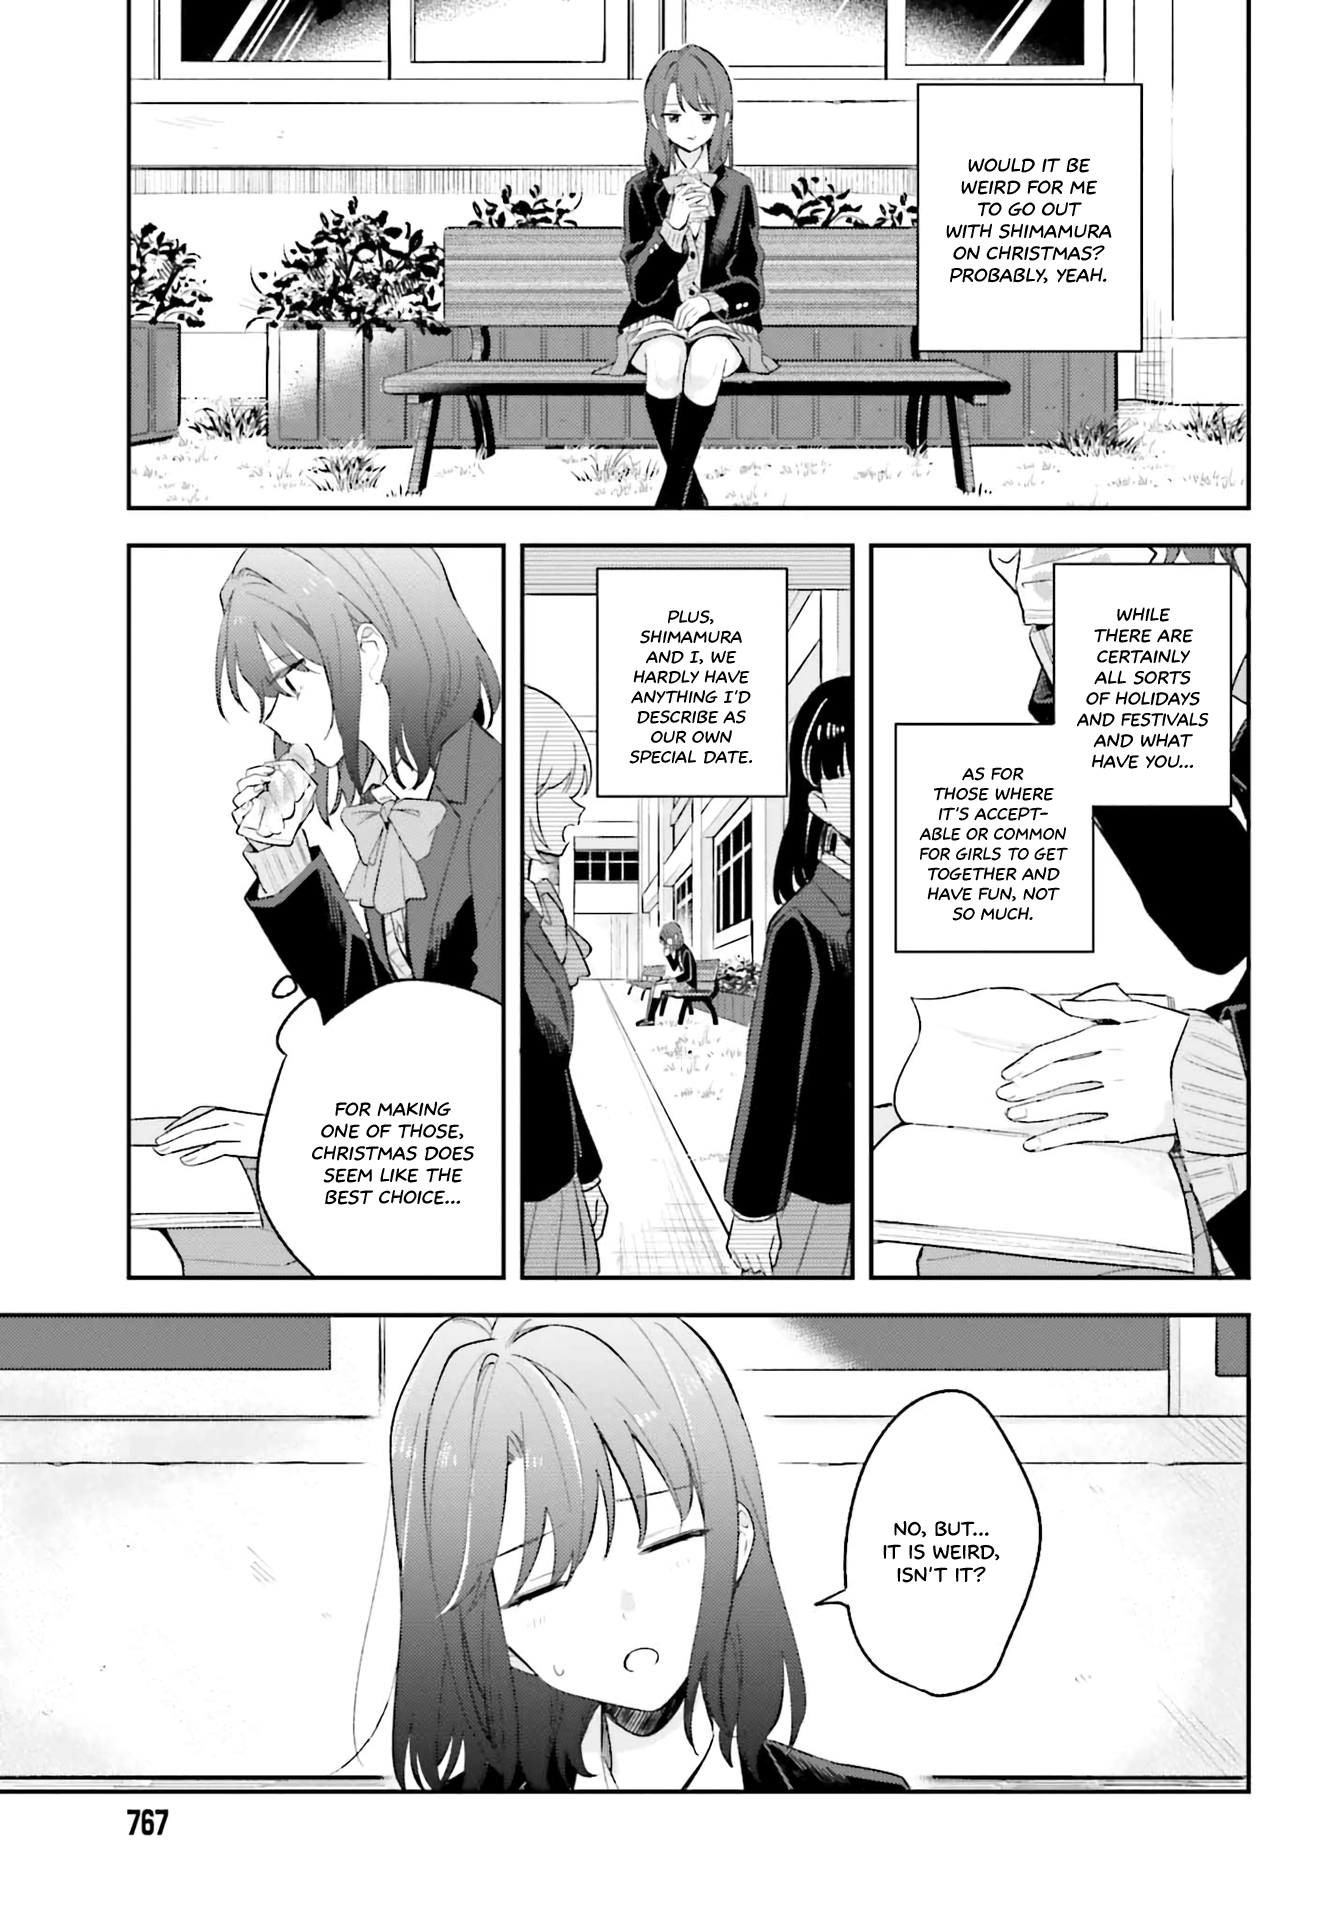 WOULD IT BE
WEIRD FOR ME
TO GO OUT
WITH SHIMAMURA
ON CHRISTMAS?
PROBABLY, YEAH.
WHILE
THERE ARE
CERTAINLY
ALL SORTS
OF HOLIDAYS
AND FESTIVALS
AND WHAT
HAVE YOU...
AS FOR
THOSE WHERE
IT'S ACCEPT-
ABLE OR COMMON
FOR GIRLS TO GET
TOGETHER AND
HAVE FUN, NOT
SO MUCH.
PLUS,
SHIMAMURA
AND I, WE
HARDLY HAVE
ANYTHING I'D
DESCRIBE AS
OUR OWN
SPECIAL DATE.
FOR MAKING
ONE OF THOSE,
CHRISTMAS DOES
SEEM LIKE THE
BEST CHOICE...
NO, BUT...
IT IS WEIRD,
ISN'T IT?
767